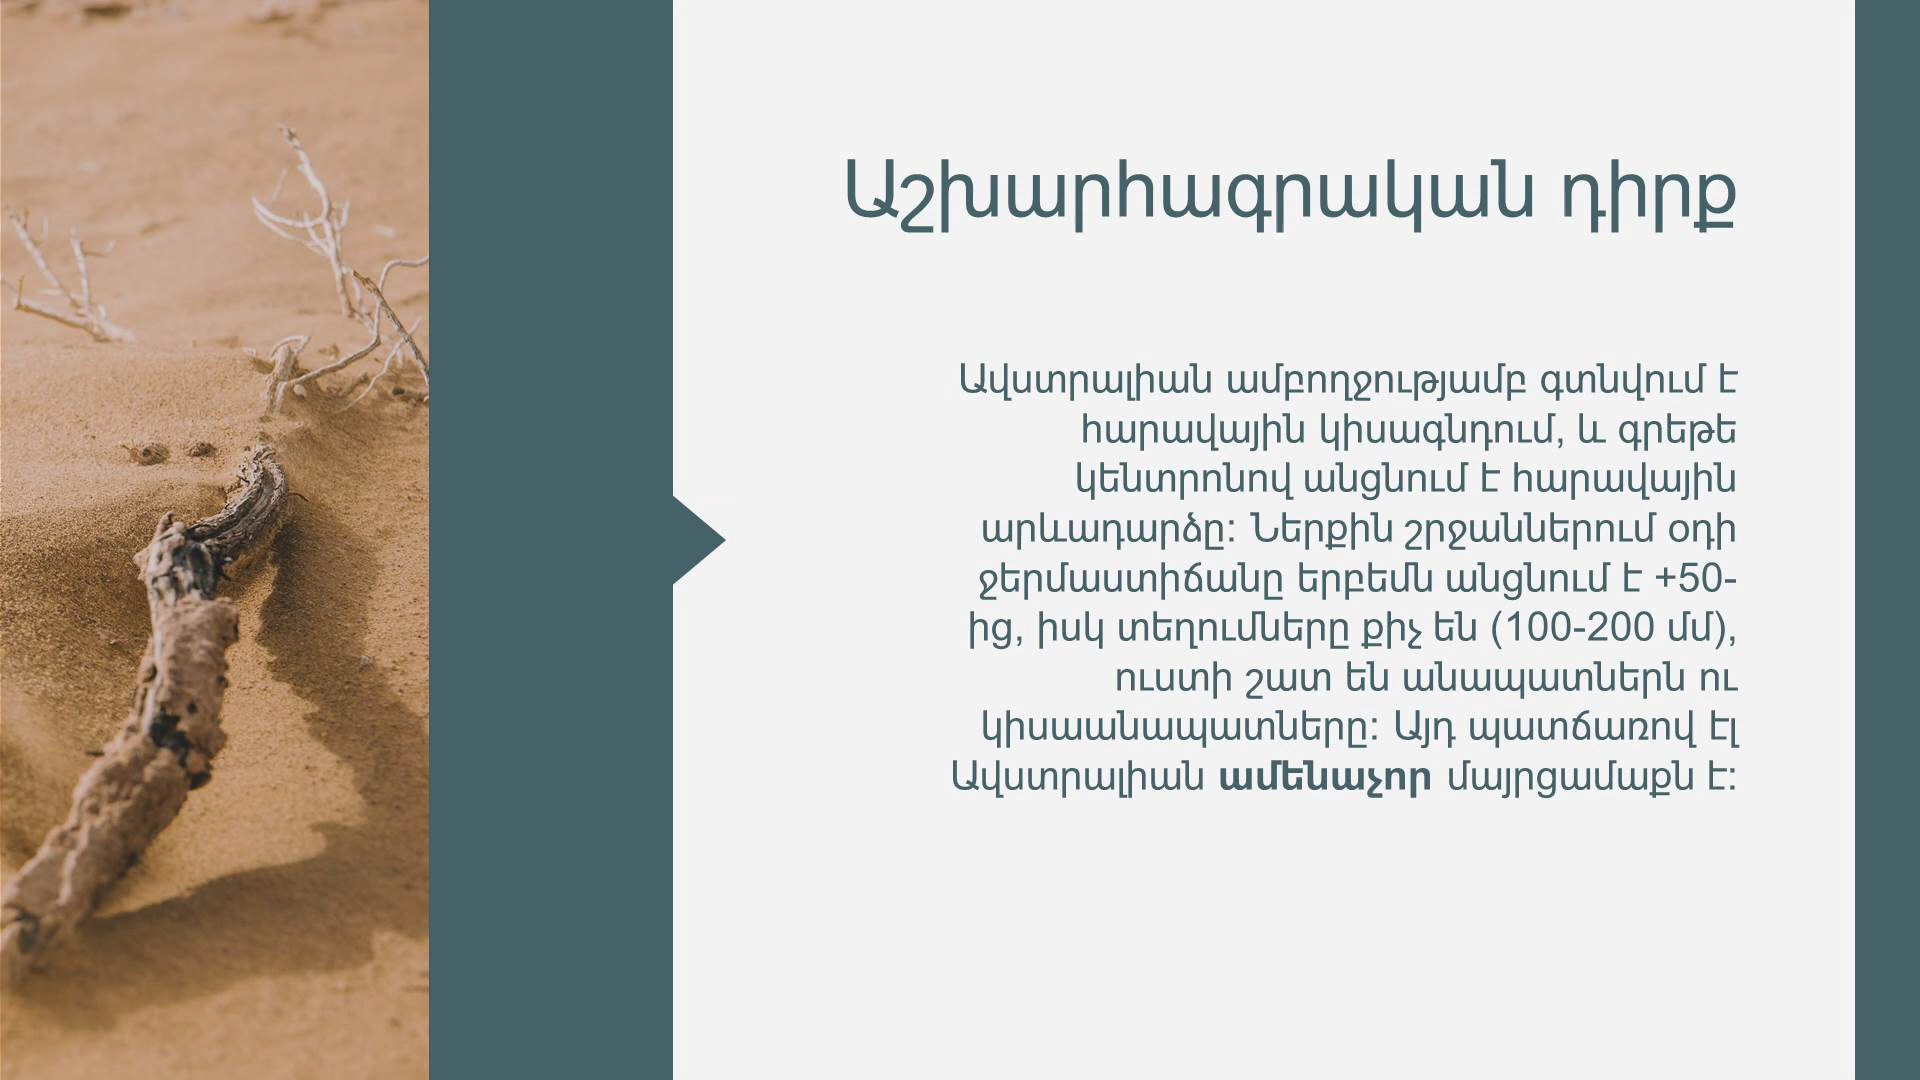 Աշխարհագրական դիրք
Ավստրալիան ամբողջությամբ գտնվում է
հարավային կիսագնդում, և գրեթե
կենտրոնով անցնում է հարավային
արևադարձը: Ներքին շրջաններում օդի
ջերմաստիճանը երբեմն անցնում է +50-
ից, իսկ տեղումները քիչ են (100-200 մմ),
ուստի շատ են անապատներն ու
կիսաանապատները: Այդ պատճառով էլ
Ավստրալիան ամենաչոր մայրցամաքն է: